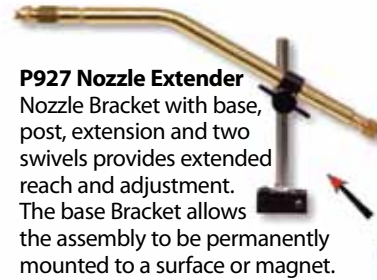 P927 Nozzle Extender
Nozzle Bracket with base,
post, extension and two
swivels provides extended
reach and adjustment.
The base Bracket allows
the assembly to be permanently
mounted to a surface or magnet.